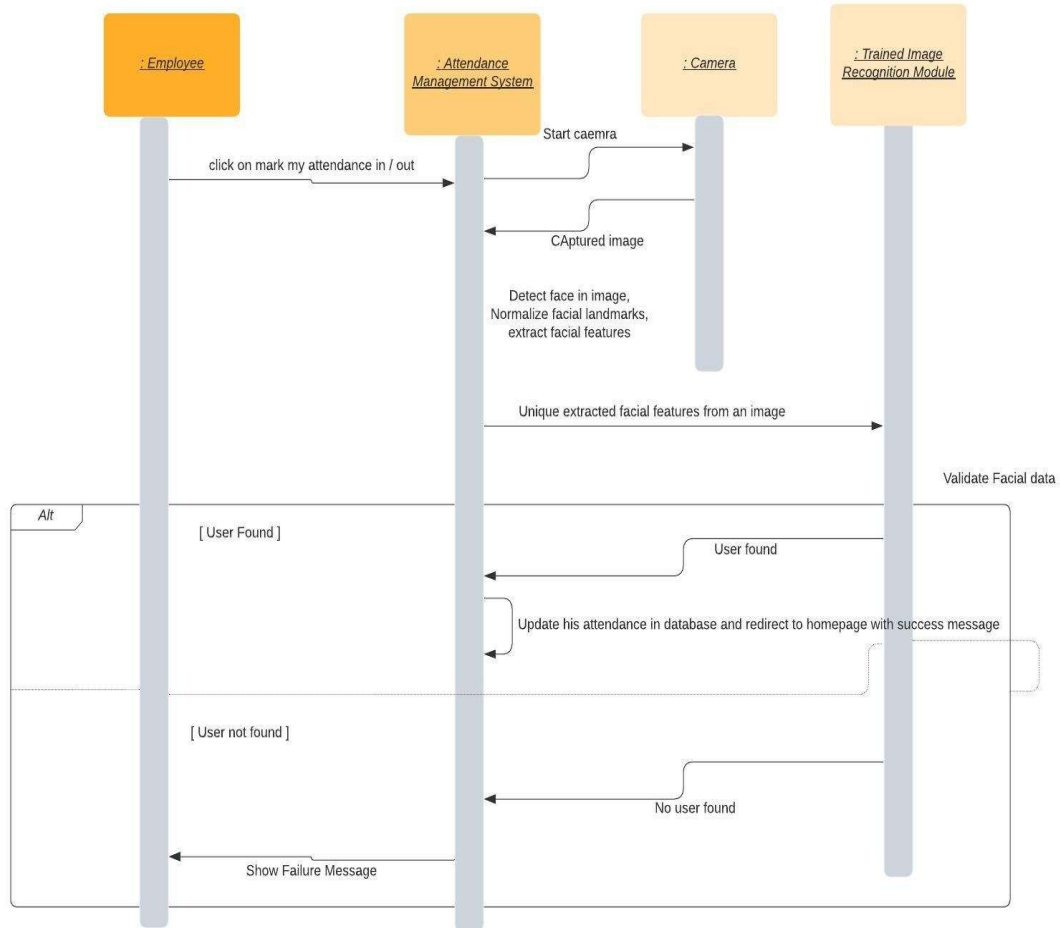 : Employee
: Attendance
Management System
: Camera
: Trained Image
Recognition Module
Start caemra
click on mark my attendance in / out
CAptured image
Detect face in image,
Normalize facial landmarks,
extract facial features
Unique extracted facial features from an image
Validate Facial data
Alt
[ User Found ]
User found
Update his attendance in database and redirect to homepage with success message
[ User not found ]
No user found
Show Failure Message